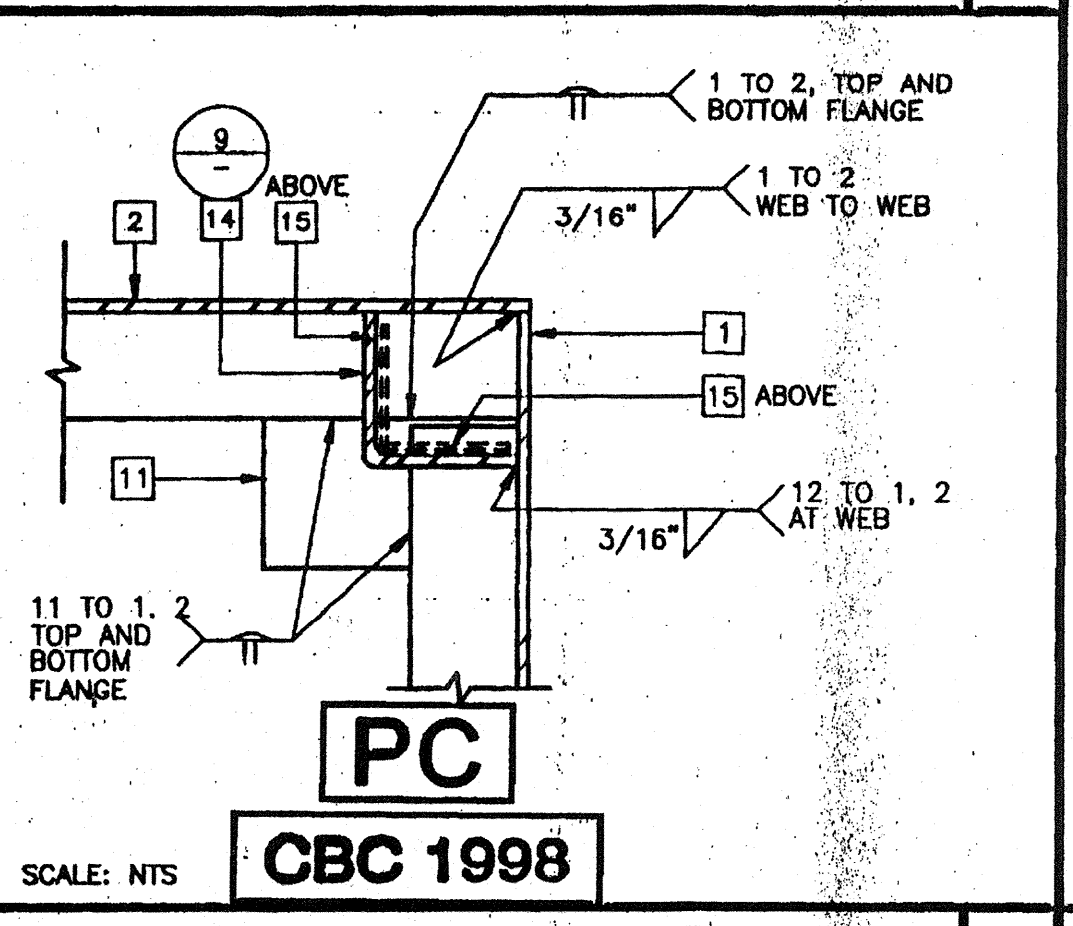 1 TO 2, TOP AND
BOTTOM FLANGE
9
-
ABOVE
2
14
15
1 TO 2
WEB TO WEB
3/16"
1
15 ABOVE
11
12 TO 1, 2
AT WEB
3/16"
11 TO 1, 2
TOP AND
BOTTOM
FLANGE
PC
CBC 1998
SCALE: NTS